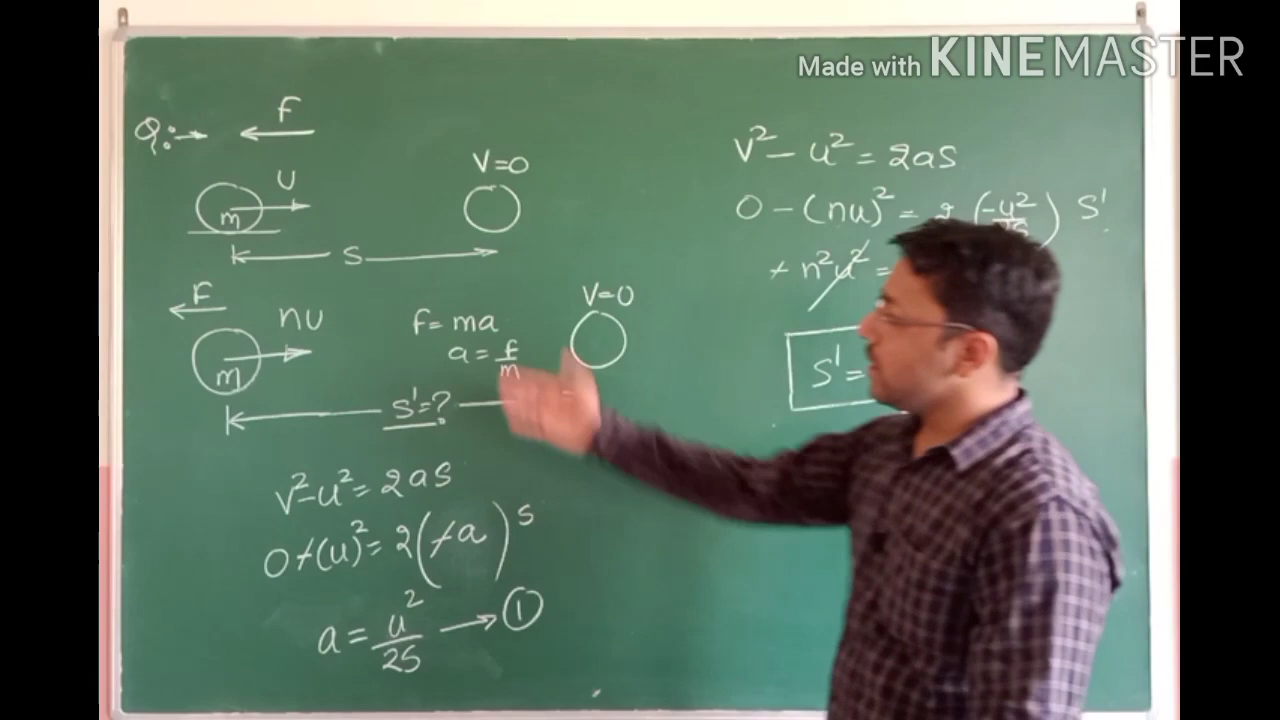 Made with KINEMASTER
Q:→ F
U
V=0
m
S
F
nU
V=0
m
F = ma
a = F/m
S'=?
V²-u²= 2aS
0-(u)²= 2(-a)S
a = u²/2S → ①
V²- u² = 2aS
0 - (nu)² = 2 (-u²/2S) S'
- n²u² =
S'=